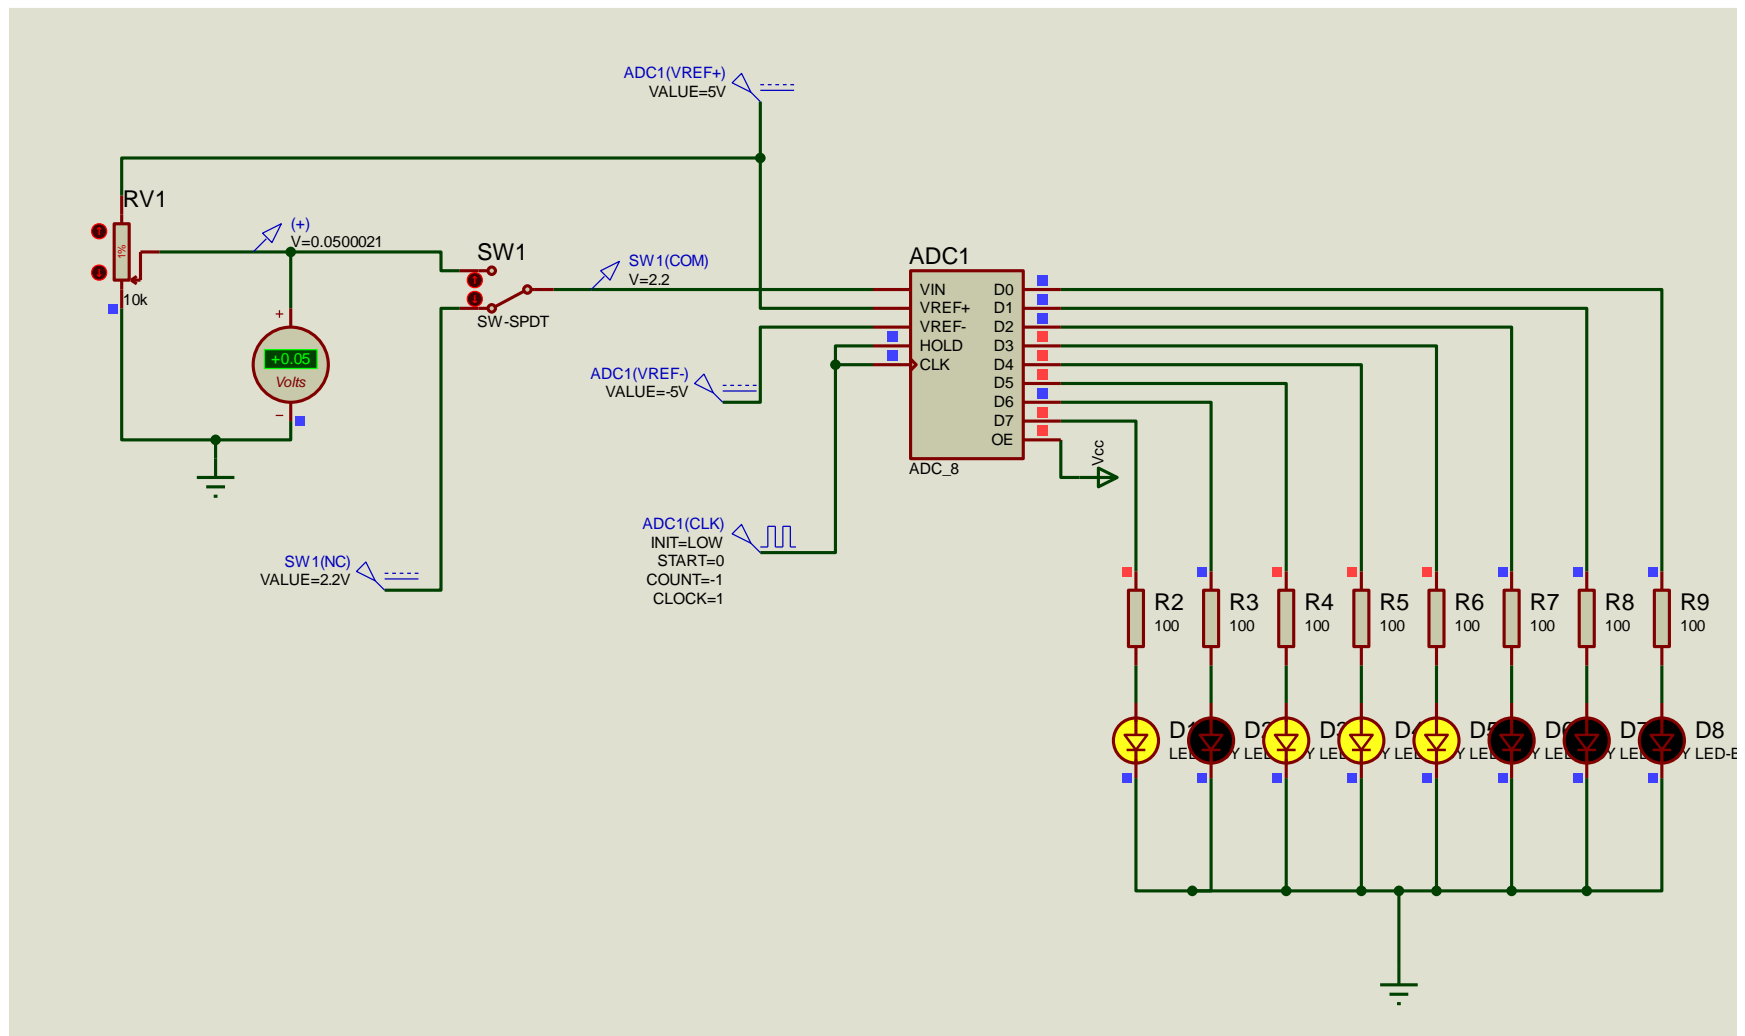 ADC1(VREF+)
VALUE=5V
RV1
1%
10k
(+)
V=0.0500021
+
+0.05
Volts
−
SW1
SW-SPDT
SW1(COM)
V=2.2
ADC1
VIN
VREF+
VREF-
HOLD
CLK
D0
D1
D2
D3
D4
D5
D6
D7
OE
ADC_8
Vcc
ADC1(VREF-)
VALUE=-5V
ADC1(CLK)
INIT=LOW
START=0
COUNT=-1
CLOCK=1
SW1(NC)
VALUE=2.2V
R2
100
R3
100
R4
100
R5
100
R6
100
R7
100
R8
100
R9
100
D8